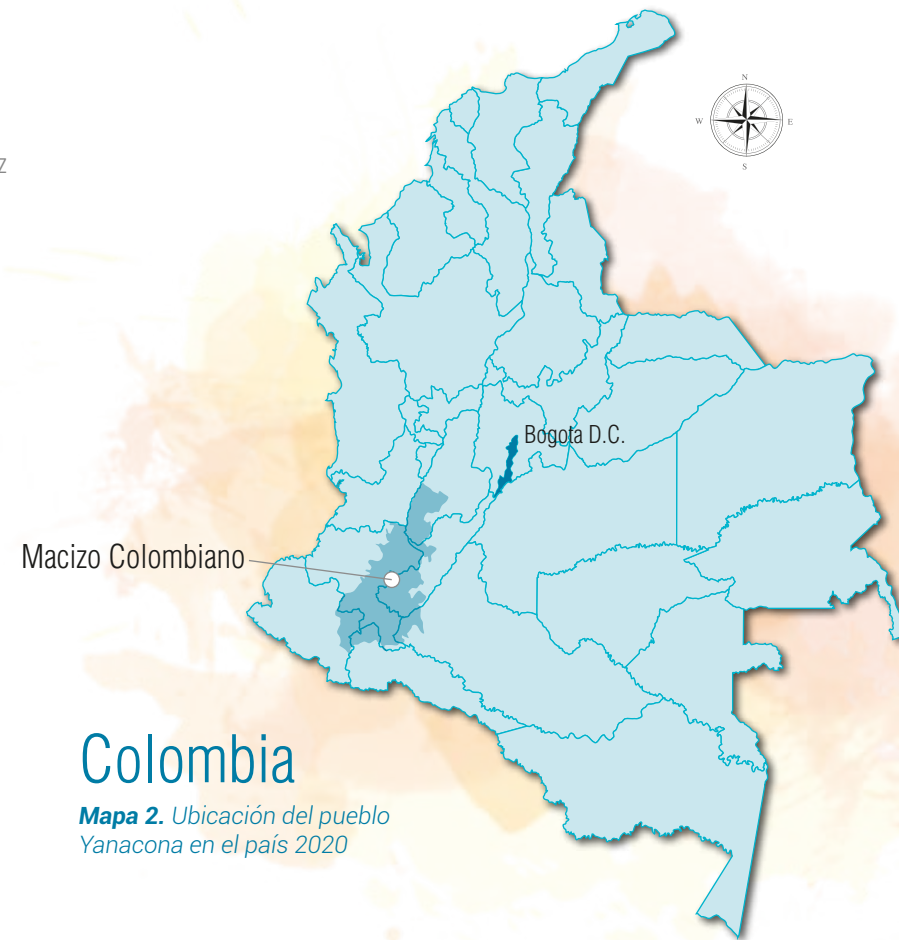 N
W
E
S
z
Bogota D.C.
Macizo Colombiano
Colombia
Mapa 2. Ubicación del pueblo
Yanacona en el país 2020